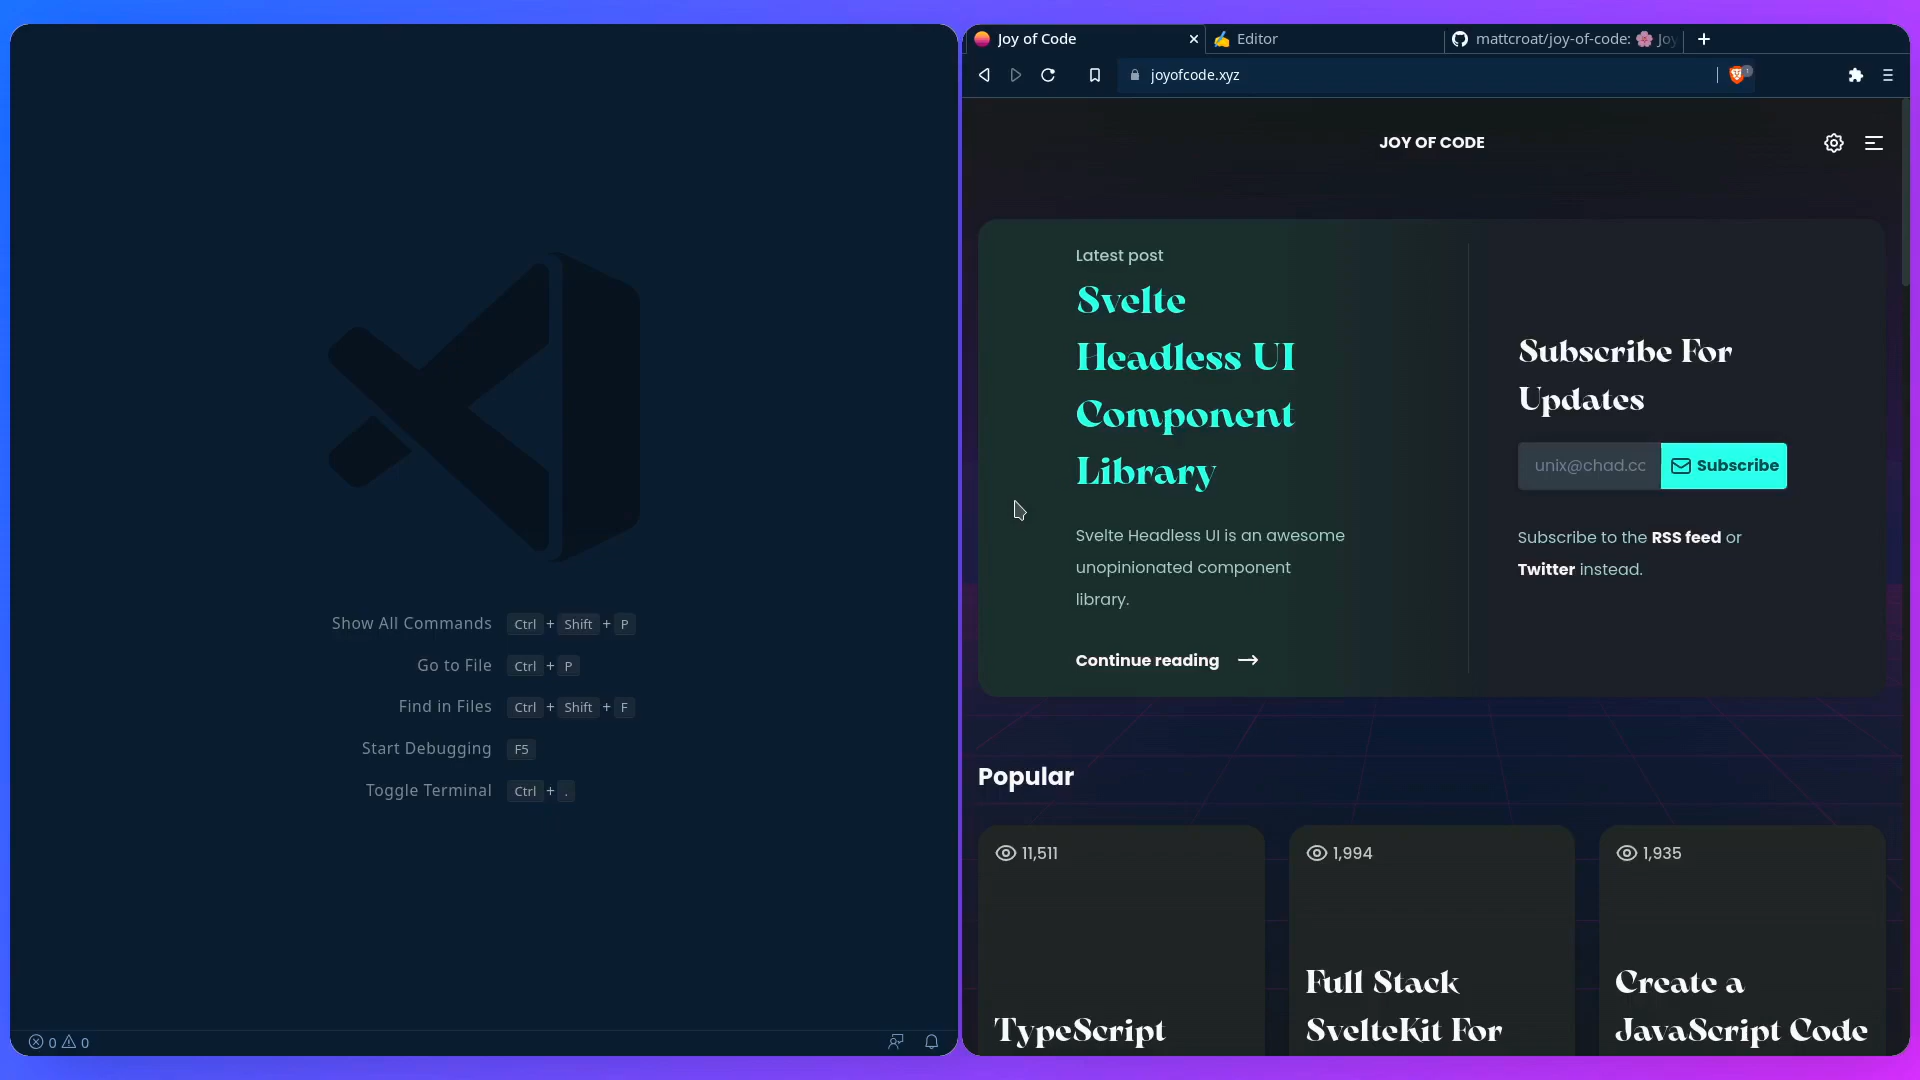 Show All Commands Ctrl + Shift + P
Go to File Ctrl + P
Find in Files Ctrl + Shift + F
Start Debugging F5
Toggle Terminal Ctrl + .
0 0
Joy of Code
Editor
mattcroat/joy-of-code: 🌸 Joy
joyofcode.xyz
JOY OF CODE
Latest post
Svelte
Headless UI
Component
Library
Svelte Headless UI is an awesome
unopinionated component
library.
Continue reading →
Subscribe For
Updates
unix@chad.cc
Subscribe
Subscribe to the RSS feed or
Twitter instead.
Popular
11,511
TypeScript
1,994
Full Stack
SvelteKit For
1,935
Create a
JavaScript Code